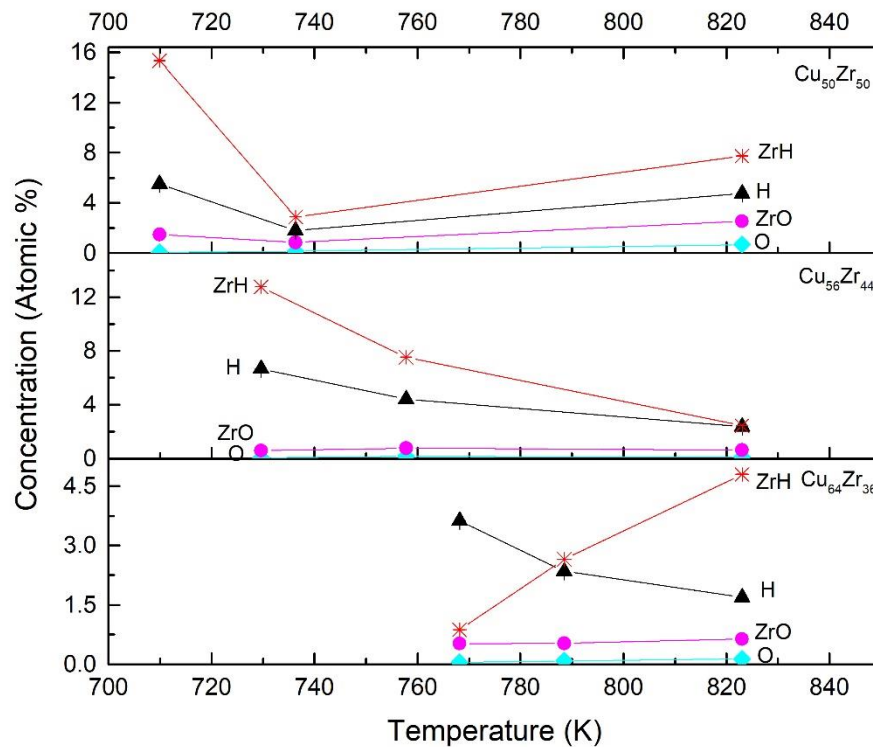 700 720 740 760 780 800 820 840
16
12
8
4
0
Cu50Zr50
ZrH
H
ZrO
O
12
8
4
0
Cu56Zr44
ZrH
H
ZrO
O
4.5
3.0
1.5
0.0
ZrH Cu64Zr36
H
ZrO
O
700 720 740 760 780 800 820 840
Concentration (Atomic %)
Temperature (K)